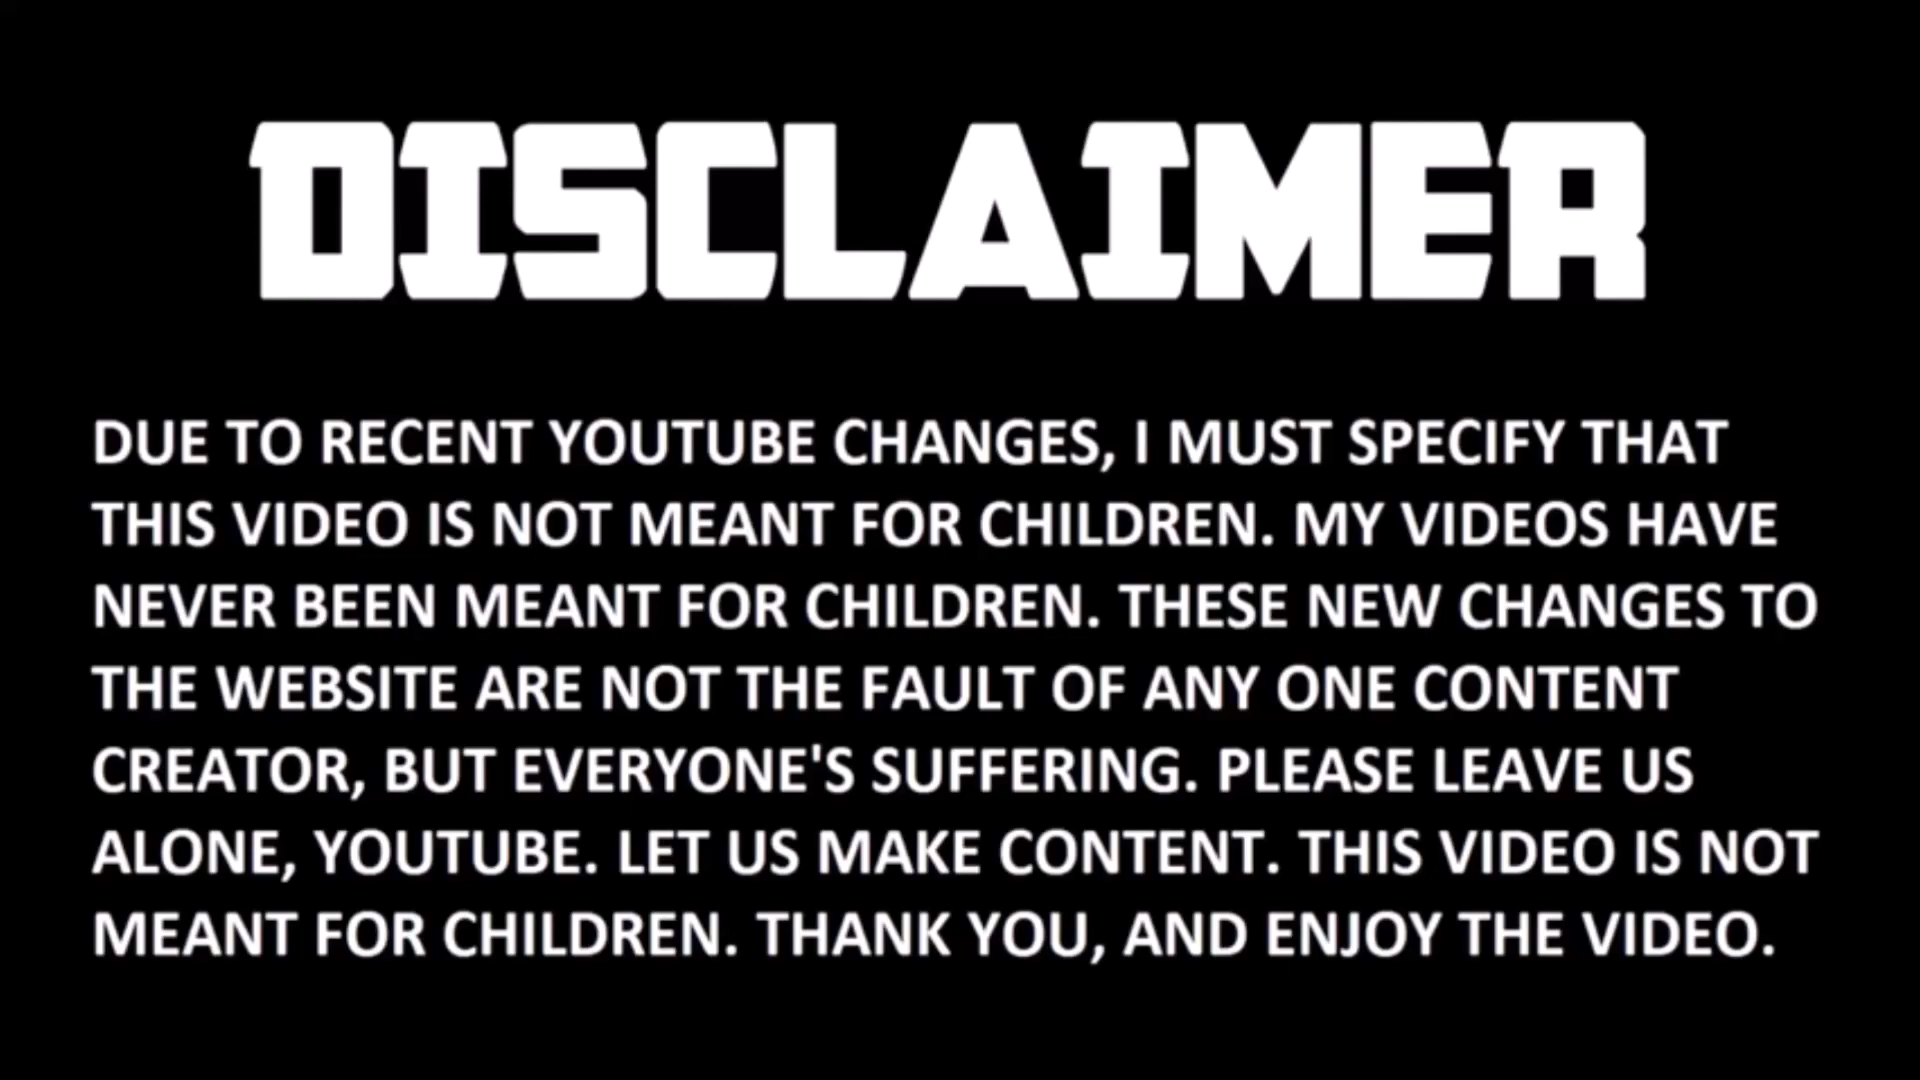 DISCLAIMER
DUE TO RECENT YOUTUBE CHANGES, I MUST SPECIFY THAT
THIS VIDEO IS NOT MEANT FOR CHILDREN. MY VIDEOS HAVE
NEVER BEEN MEANT FOR CHILDREN. THESE NEW CHANGES TO
THE WEBSITE ARE NOT THE FAULT OF ANY ONE CONTENT
CREATOR, BUT EVERYONE'S SUFFERING. PLEASE LEAVE US
ALONE, YOUTUBE. LET US MAKE CONTENT. THIS VIDEO IS NOT
MEANT FOR CHILDREN. THANK YOU, AND ENJOY THE VIDEO.